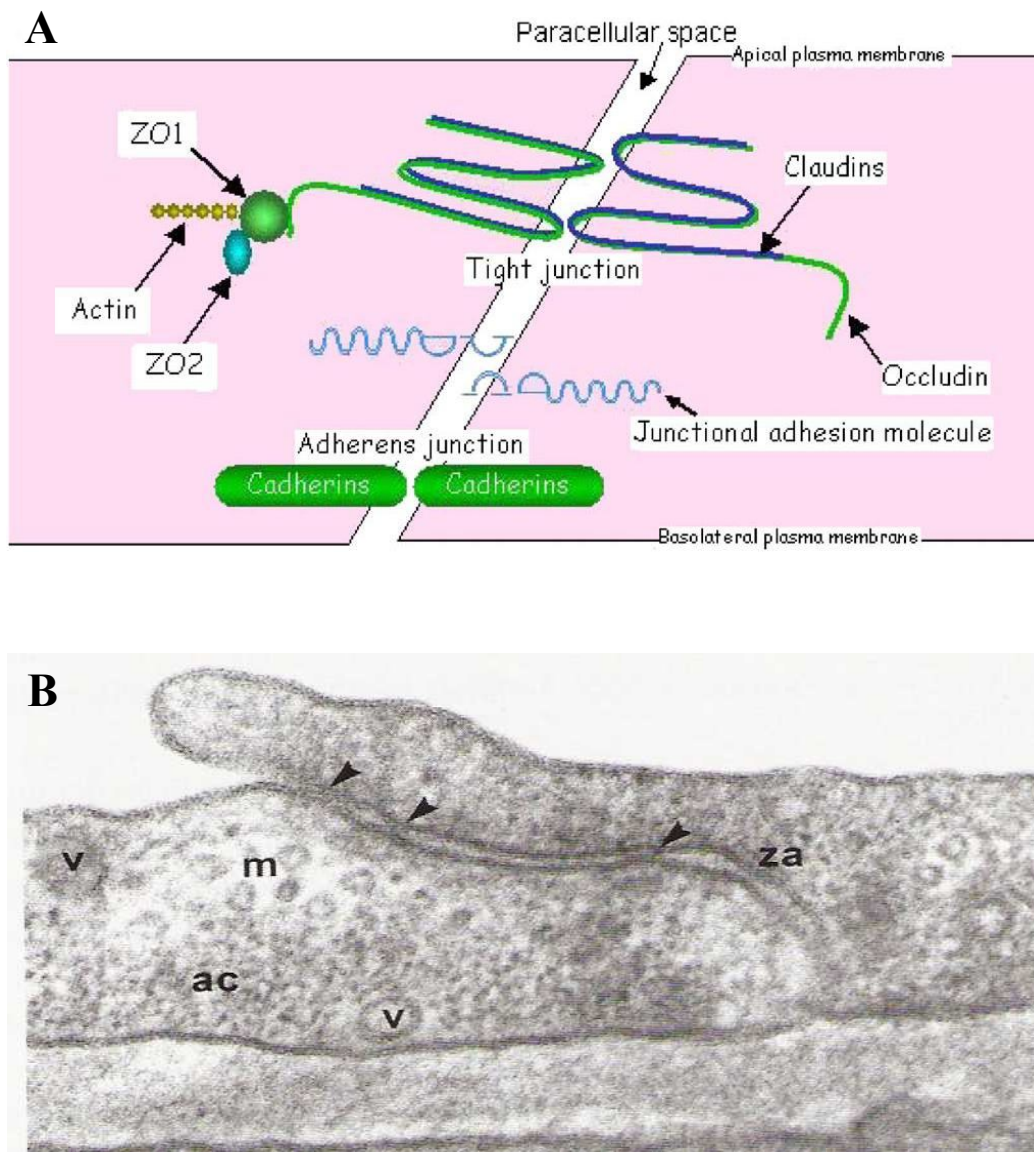 A
Paracellular space
Apical plasma membrane
ZO1
Claudins
Tight junction
Actin
ZO2
Occludin
Junctional adhesion molecule
Adherens junction
Cadherins Cadherins
Basolateral plasma membrane
B
v
m
za
ac
v